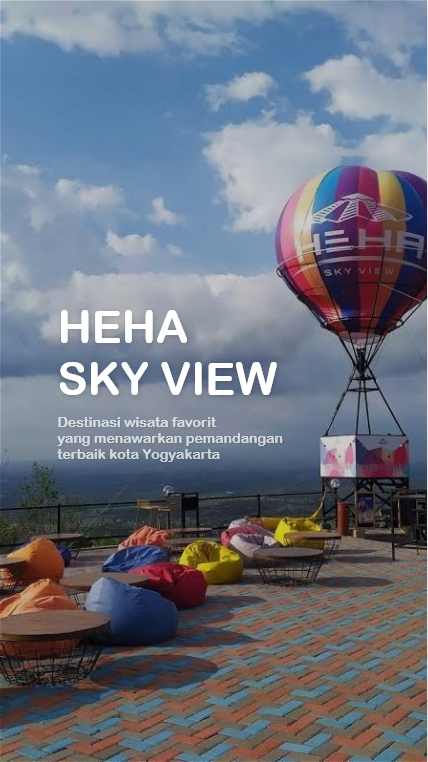 HEHA
SKY VIEW
HEHA
SKY VIEW
Destinasi wisata favorit
yang menawarkan pemandangan
terbaik kota Yogyakarta